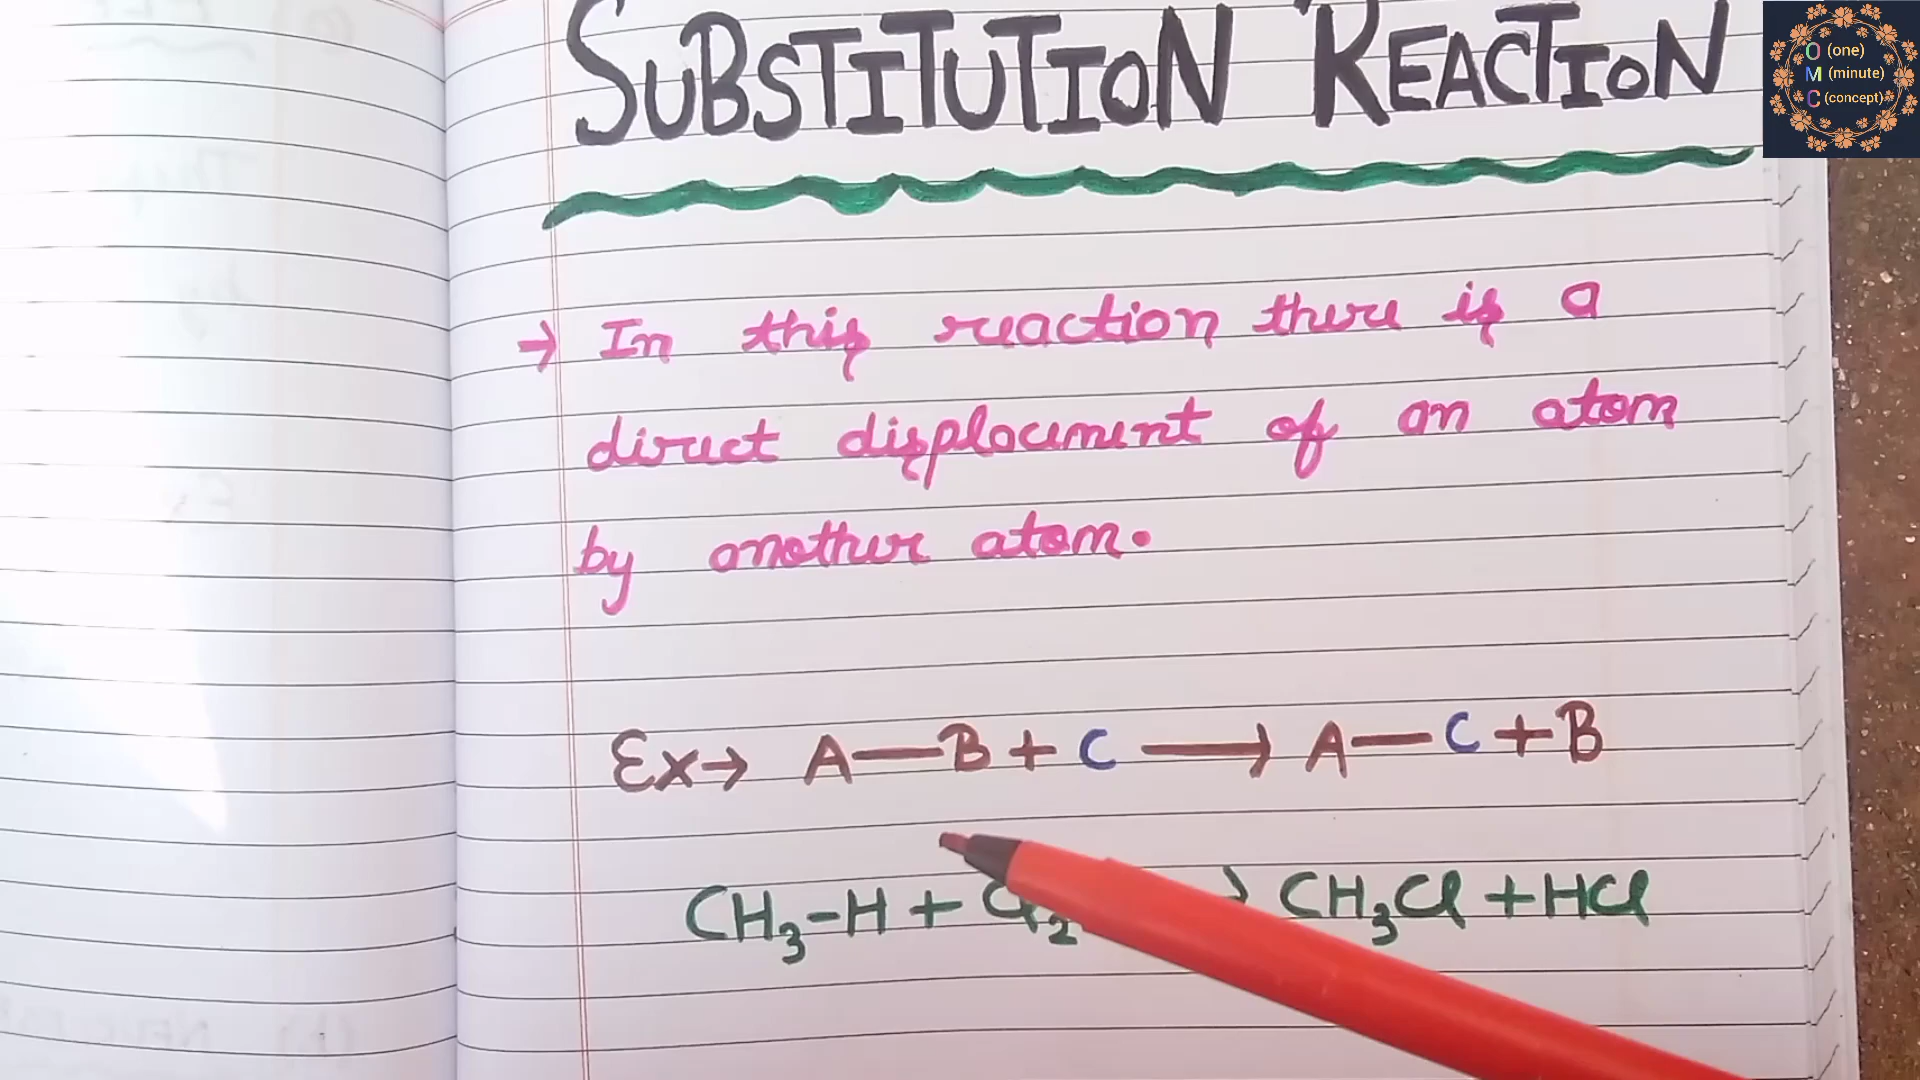 SUBSTITUTION REACTION
O (one)
M (minute)
C (concept)
→ In this reaction there is a
direct displacement of an atom
by another atom.
Ex→ A—B + C ⟶ A—C + B
CH₃-H + Cl₂ → CH₃Cl + HCl